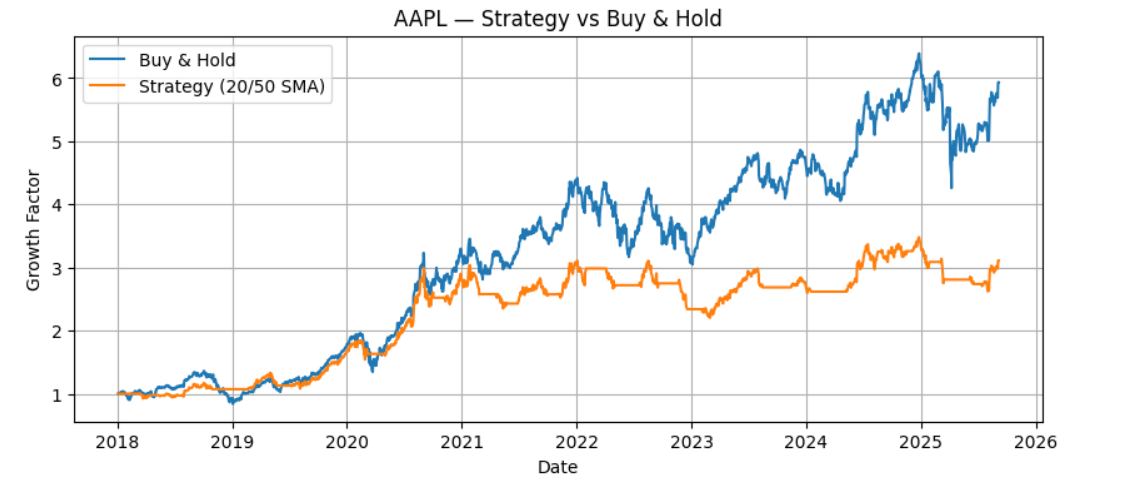 AAPL — Strategy vs Buy & Hold
Buy & Hold
Strategy (20/50 SMA)
Growth Factor
6
5
4
3
2
1
2018 2019 2020 2021 2022 2023 2024 2025 2026
Date